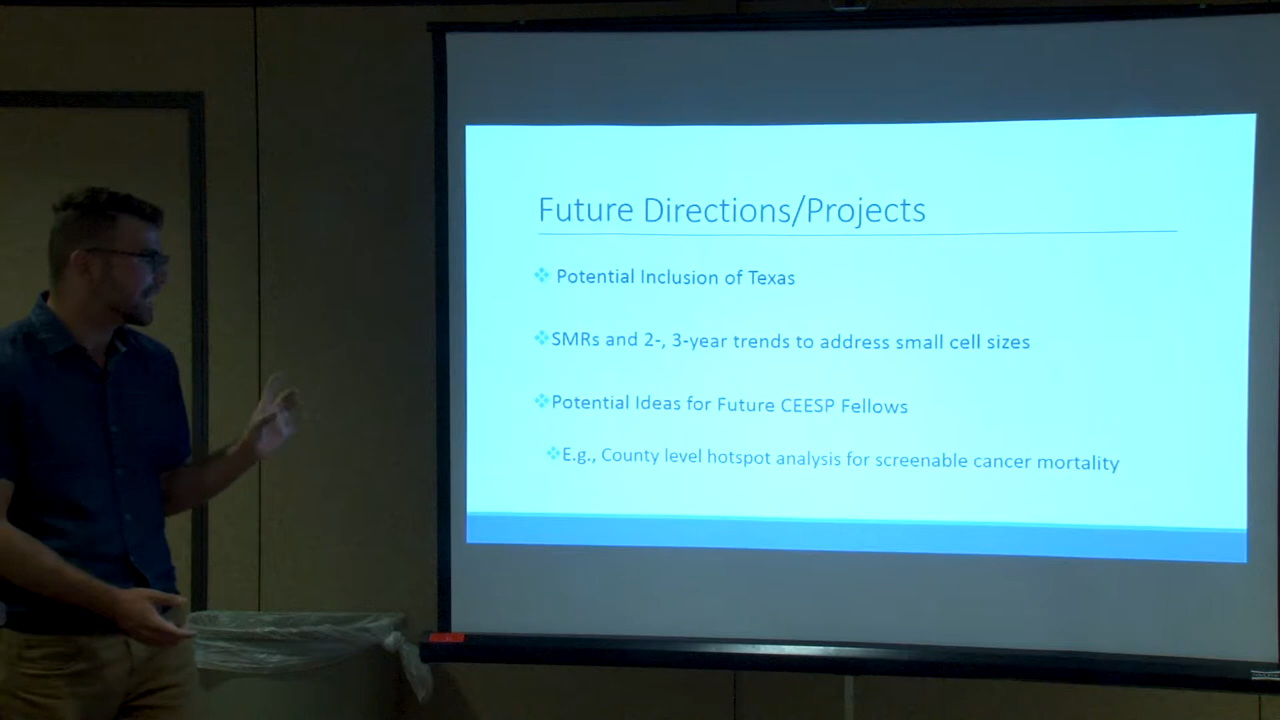 Future Directions/Projects
Potential Inclusion of Texas
SMRs and 2-, 3-year trends to address small cell sizes
Potential Ideas for Future CEESP Fellows
E.g., County level hotspot analysis for screenable cancer mortality